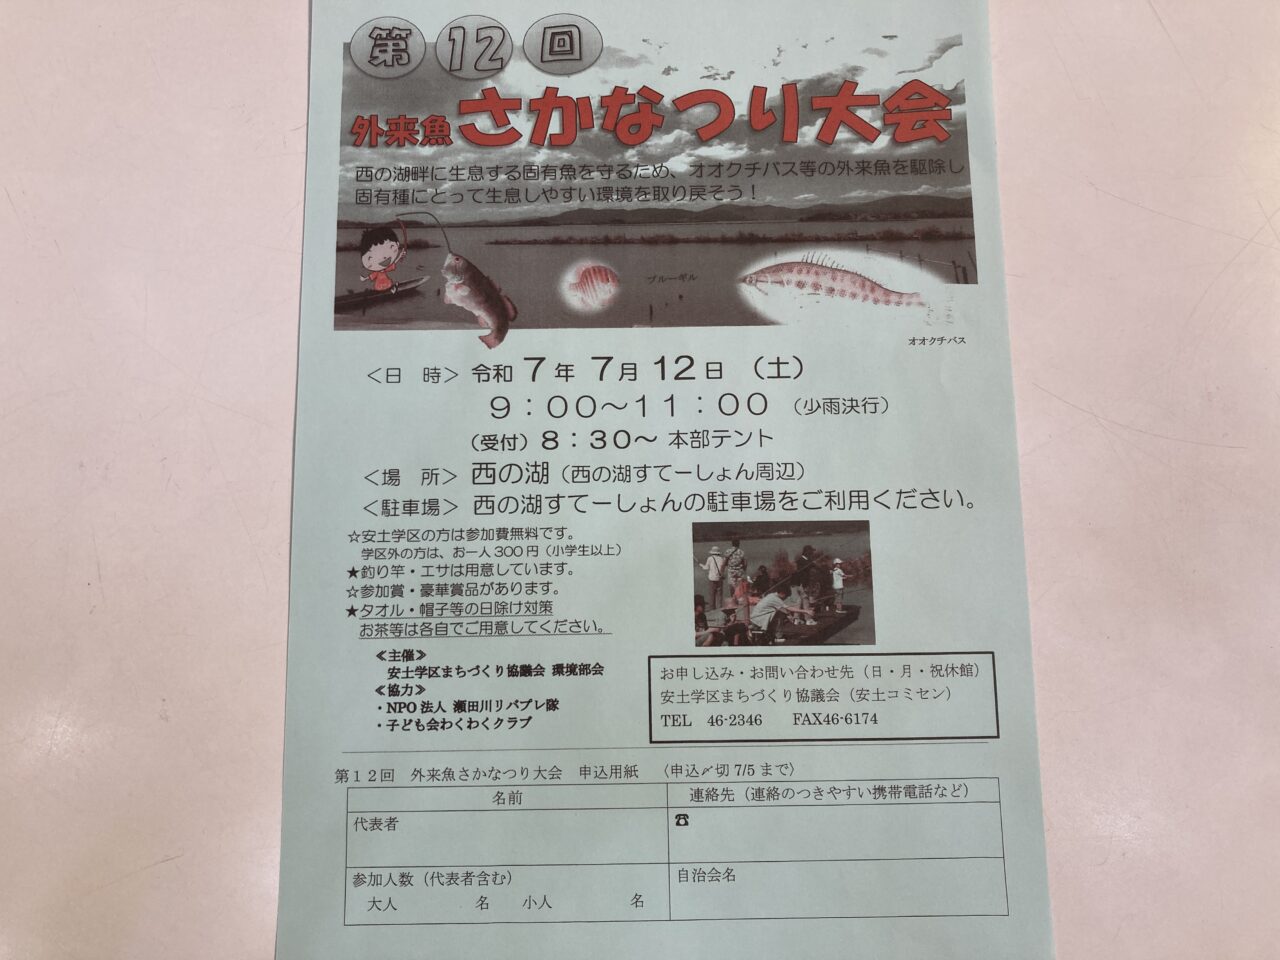 第12回
外来魚さかなつり大会
西の湖畔に生息する固有魚を守るため、オオクチバス等の外来魚を駆除し
固有種にとって生息しやすい環境を取り戻そう！
ブルーギル
オオクチバス
＜日　時＞ 令和 7年 7月 12日 （土）
9：00～11：00 （少雨決行）
（受付）8：30～ 本部テント
＜場　所＞ 西の湖（西の湖すてーしょん周辺）
＜駐車場＞ 西の湖すてーしょんの駐車場をご利用ください。
☆安土学区の方は参加費無料です。
学区外の方は、お一人300円（小学生以上）
★釣り竿・エサは用意しています。
☆参加賞・豪華賞品があります。
★タオル・帽子等の日除け対策
お茶等は各自でご用意してください。
≪主催≫
安土学区まちづくり協議会 環境部会
≪協力≫
・NPO法人 瀬田川リバプレ隊
・子ども会わくわくクラブ
お申し込み・お問い合わせ先（日・月・祝休館）
安土学区まちづくり協議会（安土コミセン）
TEL　46-2346　　FAX46-6174
第12回　外来魚さかなつり大会　申込用紙　〈申込〆切 7/5 まで〉
名前　連絡先（連絡のつきやすい携帯電話など）
代表者　☎
参加人数（代表者含む）　自治会名
大人　　　　名　　小人　　　　名